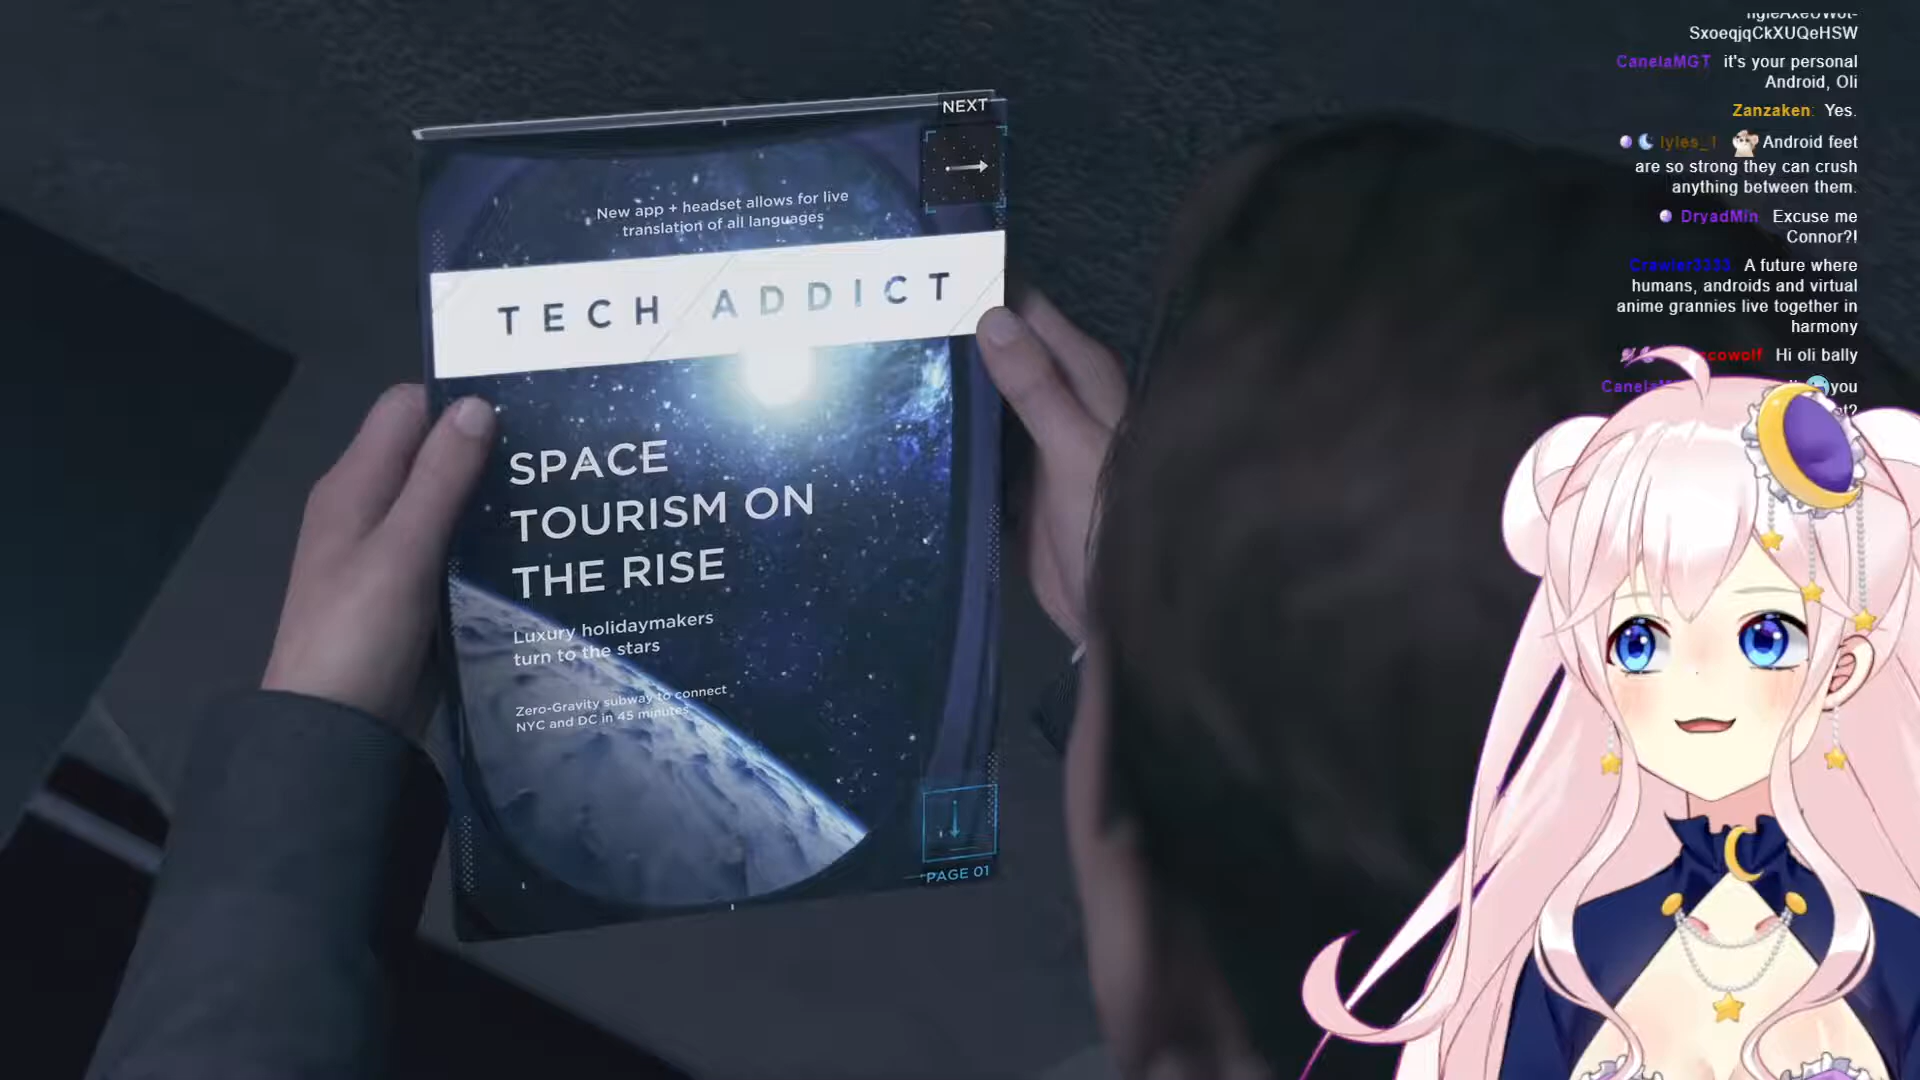 NEXT
New app + headset allows for live
translation of all languages
TECH ADDICT
SPACE
TOURISM ON
THE RISE
Luxury holidaymakers
turn to the stars
Zero-Gravity subway to connect
NYC and DC in 45 minutes
PAGE 01
SxoeqjqCkXUQeHSW
CanelaMGT it's your personal
Android, Oli
Zanzaken: Yes.
lyles_1 Android feet
are so strong they can crush
anything between them.
DryadMin Excuse me
Connor?!
Crawler3333 A future where
humans, androids and virtual
anime grannies live together in
harmony
Hi oli bally
you